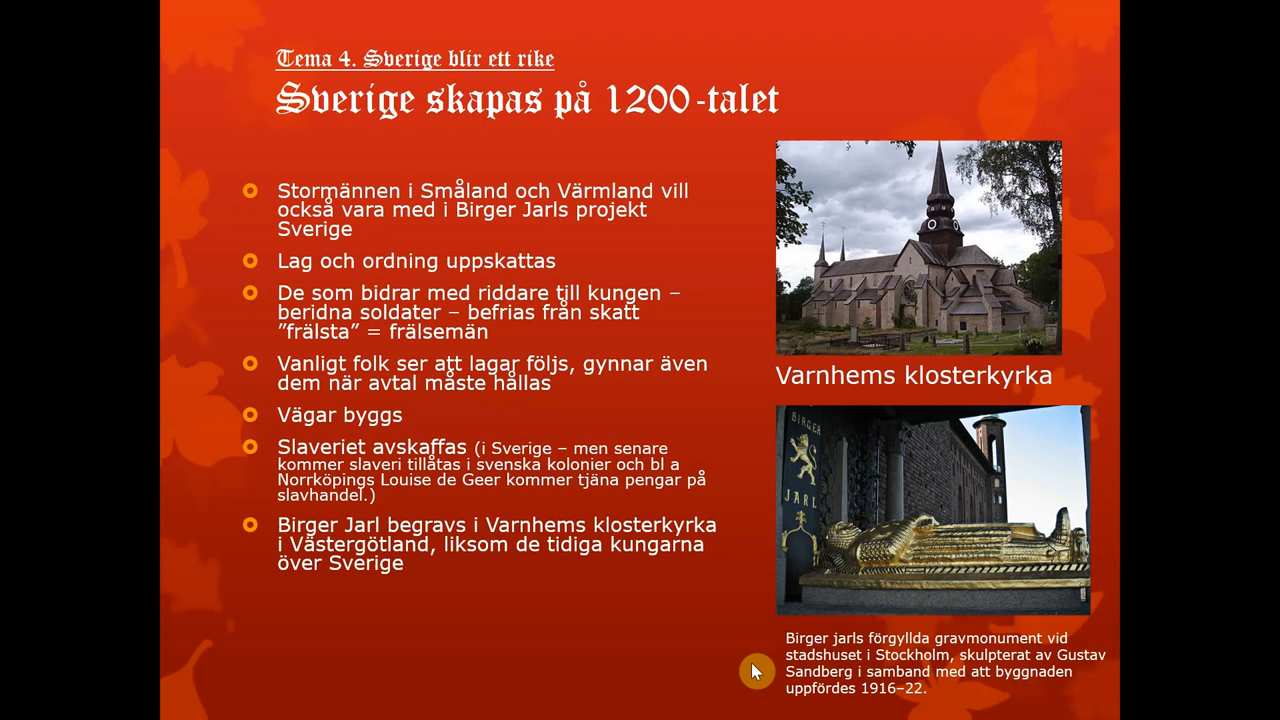 Tema 4. Sverige blir ett rike
Sverige skapas på 1200-talet
Stormännen i Småland och Värmland vill
också vara med i Birger Jarls projekt
Sverige
Lag och ordning uppskattas
De som bidrar med riddare till kungen –
beridna soldater – befrias från skatt
”frälsta” = frälsemän
Vanligt folk ser att lagar följs, gynnar även
dem när avtal måste hållas
Vägar byggs
Slaveriet avskaffas (i Sverige – men senare
kommer slaveri tillåtas i svenska kolonier och bl a
Norrköpings Louise de Geer kommer tjäna pengar på
slavhandel.)
Birger Jarl begravs i Varnhems klosterkyrka
i Västergötland, liksom de tidiga kungarna
över Sverige
Varnhems klosterkyrka
BIRGER
JARL
Birger jarls förgyllda gravmonument vid
stadshuset i Stockholm, skulpterat av Gustav
Sandberg i samband med att byggnaden
uppfördes 1916–22.